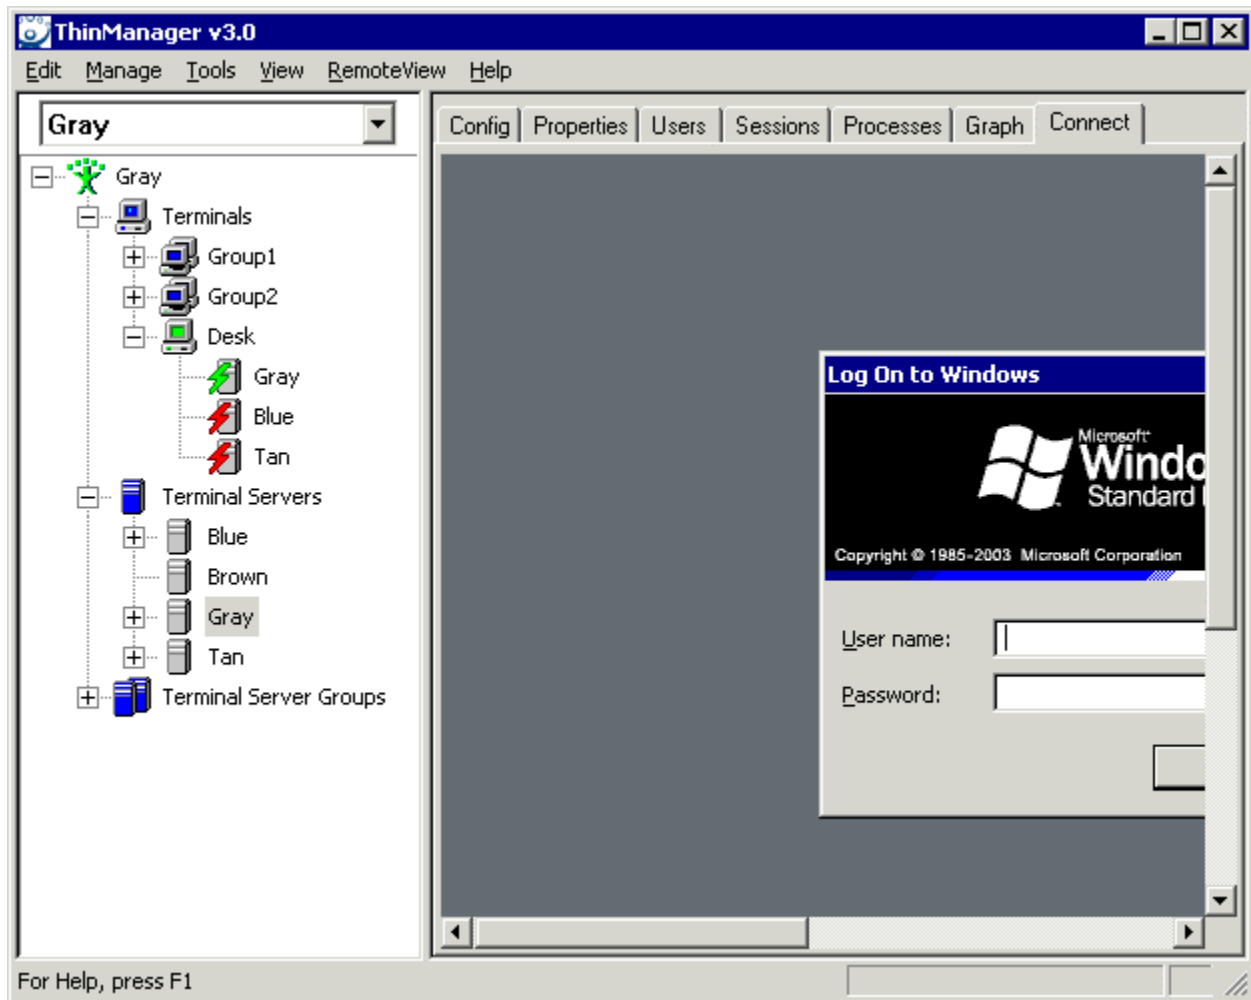 ThinManager v3.0
Edit Manage Tools View RemoteView Help
Gray
Config Properties Users Sessions Processes Graph Connect
Gray
Terminals
Group1
Group2
Desk
Gray
Blue
Tan
Terminal Servers
Blue
Brown
Gray
Tan
Terminal Server Groups
Log On to Windows
Microsoft
Windo
Standard
Copyright © 1985-2003 Microsoft Corporation
User name:
Password:
For Help, press F1